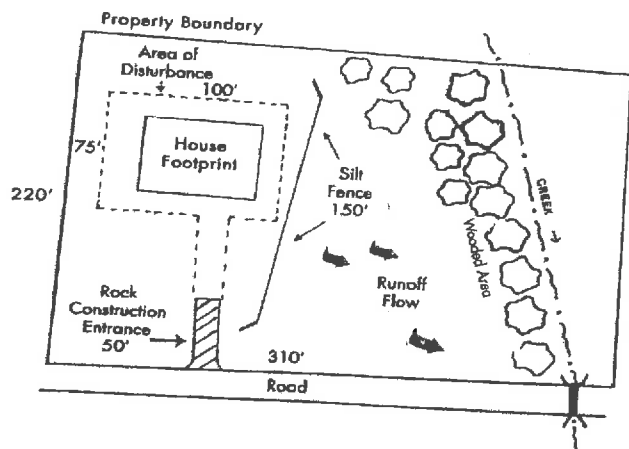 Property Boundary
Area of
Disturbance
100'
75'
House
Footprint
220'
Silt
Fence
150'
CREEK →
Wooded Area
Runoff
Flow
Rock
Construction
Entrance
50'
310'
Road